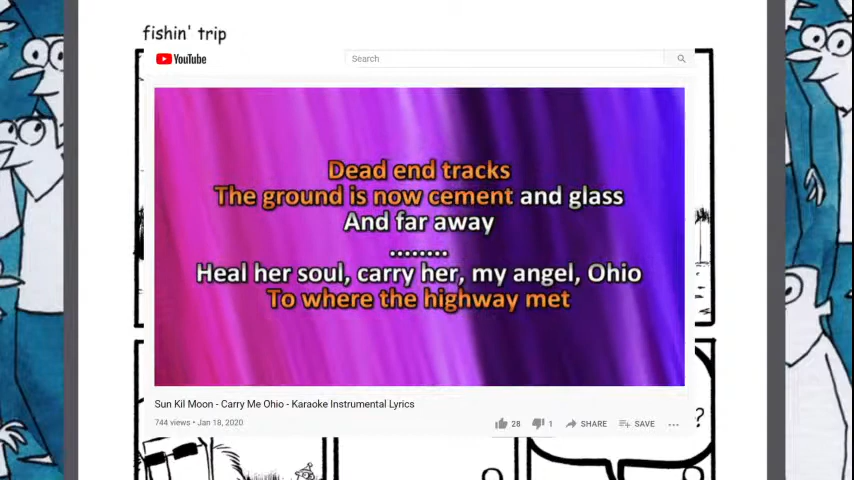 fishin' trip
YouTube
Search
Dead end tracks
The ground is now cement and glass
And far away
........
Heal her soul, carry her, my angel, Ohio
To where the highway met
Sun Kil Moon - Carry Me Ohio - Karaoke Instrumental Lyrics
744 views • Jan 18, 2020
28
1
SHARE
SAVE
...
?